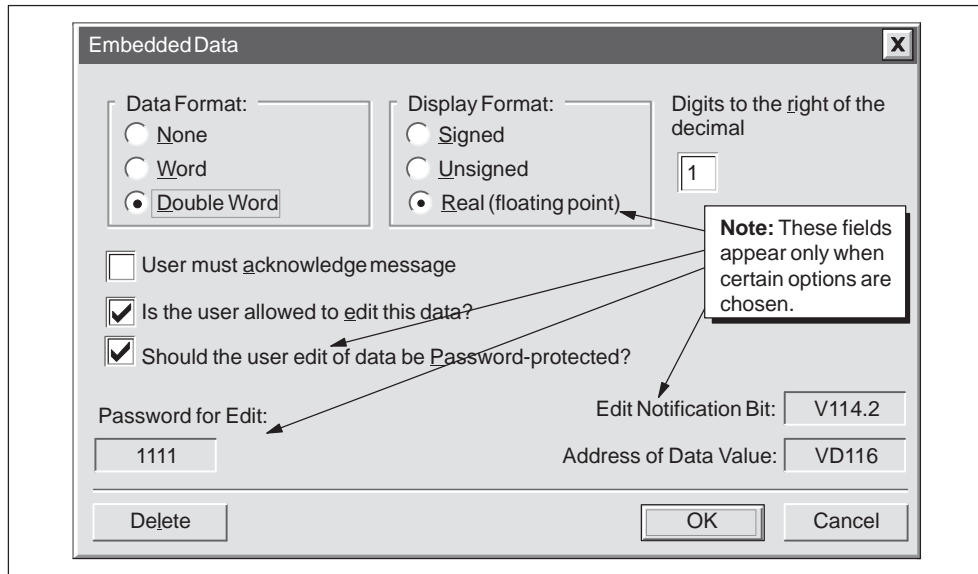 Embedded Data
X
Data Format:
None
Word
Double Word
Display Format:
Signed
Unsigned
Real (floating point)
Digits to the right of the
decimal
1
Note: These fields
appear only when
certain options are
chosen.
User must acknowledge message
Is the user allowed to edit this data?
Should the user edit of data be Password-protected?
Password for Edit:
1111
Edit Notification Bit:
V114.2
Address of Data Value:
VD116
Delete
OK
Cancel